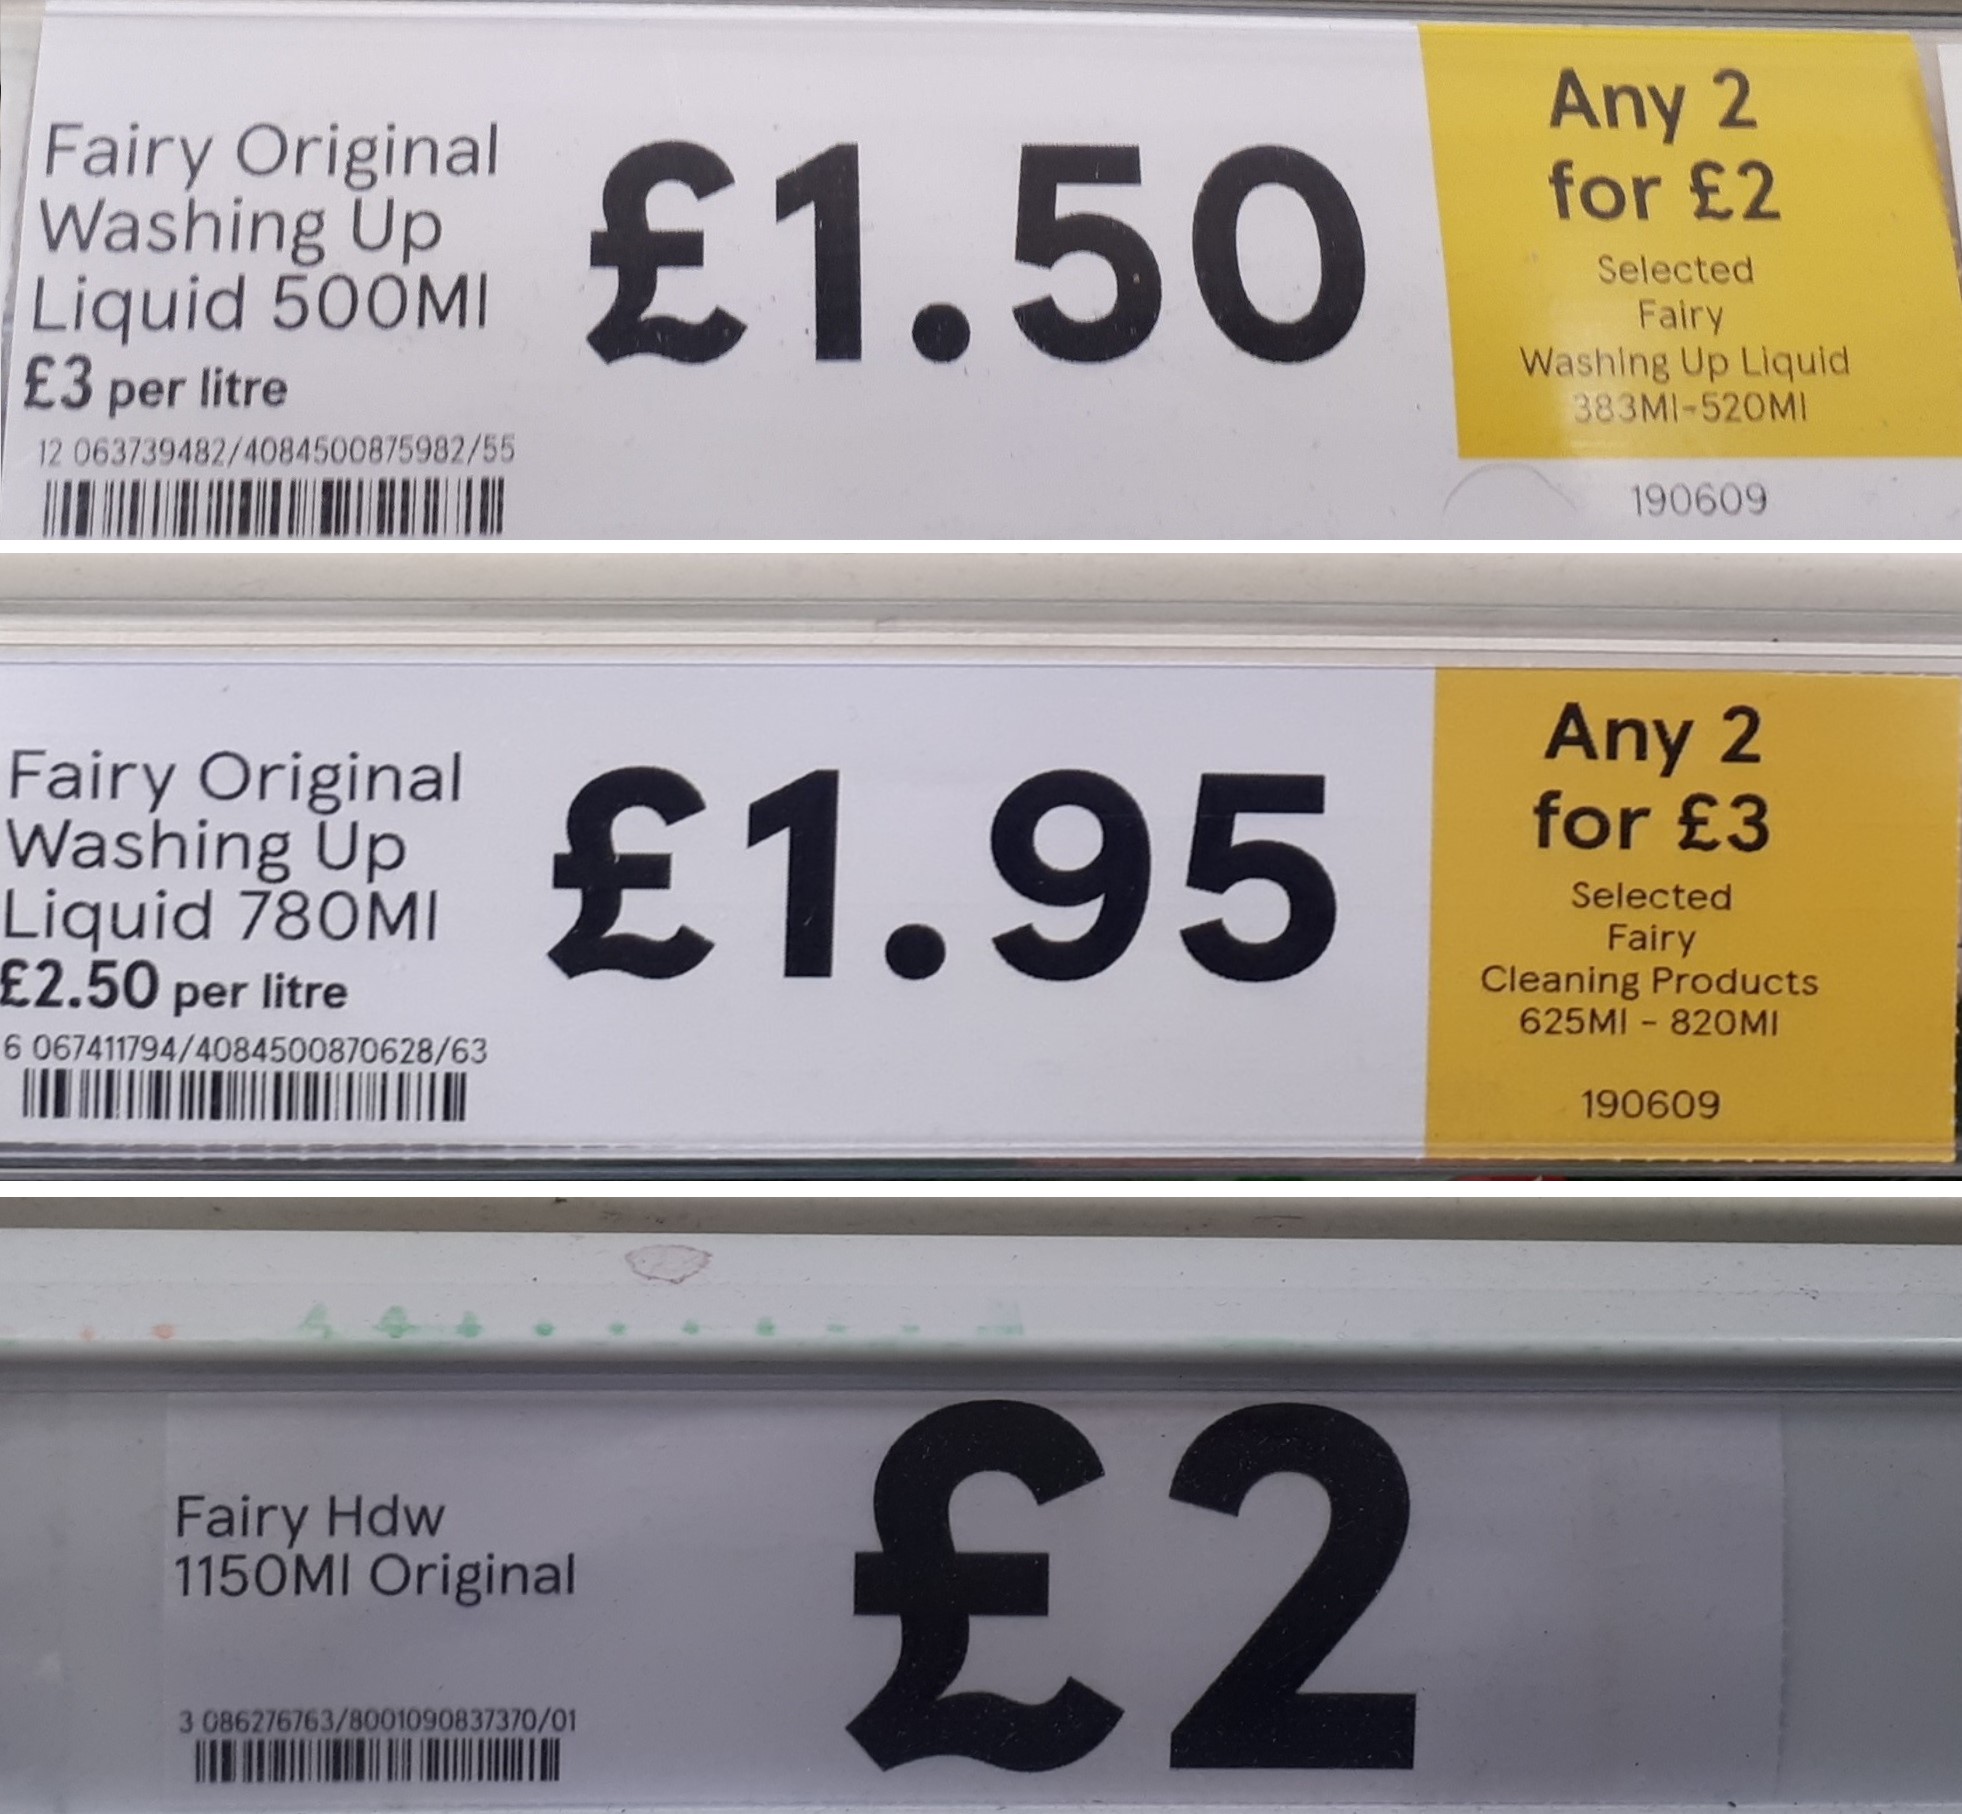 Fairy Original
Washing Up
Liquid 500Ml
£3 per litre
12 063739482/4084500875982/55
£1.50
Any 2
for £2
Selected
Fairy
Washing Up Liquid
383Ml-520Ml
190609
Fairy Original
Washing Up
Liquid 780Ml
£2.50 per litre
6 067411794/4084500870628/63
£1.95
Any 2
for £3
Selected
Fairy
Cleaning Products
625Ml - 820Ml
190609
Fairy Hdw
1150Ml Original
3 086276763/8001090837370/01
£2